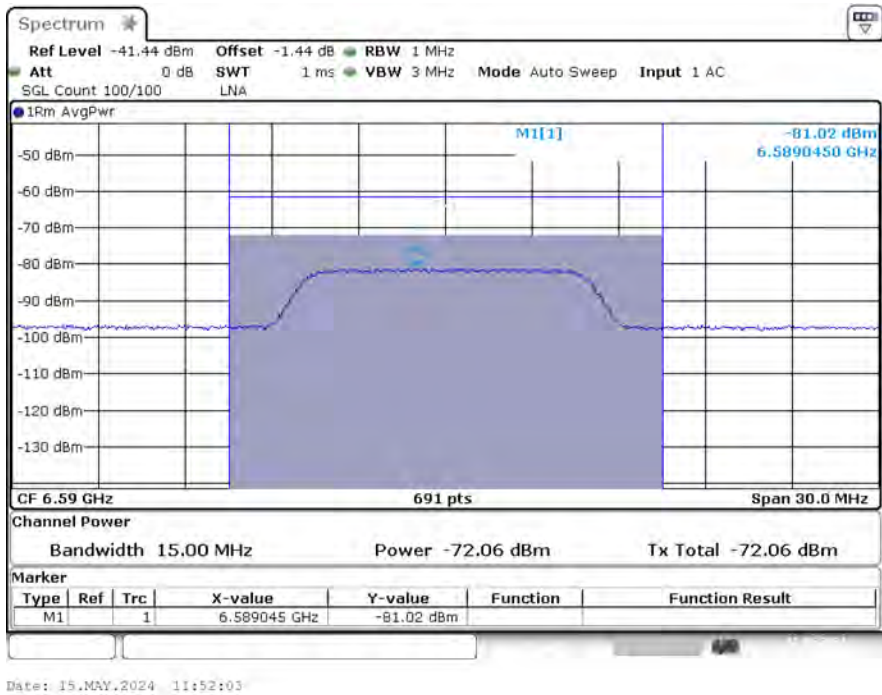 Spectrum
Ref Level -41.44 dBm Offset -1.44 dB RBW 1 MHz
Att 0 dB SWT 1 ms VBW 3 MHz Mode Auto Sweep Input 1 AC
SGL Count 100/100 LNA
1Rm AvgPwr
M1[1] -81.02 dBm
6.5890450 GHz
-50 dBm
-60 dBm
-70 dBm
-80 dBm
-90 dBm
-100 dBm
-110 dBm
-120 dBm
-130 dBm
CF 6.59 GHz 691 pts Span 30.0 MHz
Channel Power
Bandwidth 15.00 MHz Power -72.06 dBm Tx Total -72.06 dBm
Marker
Type Ref Trc X-value Y-value Function Function Result
M1 1 6.589045 GHz -81.02 dBm
Date: 15.MAY.2024 11:52:03